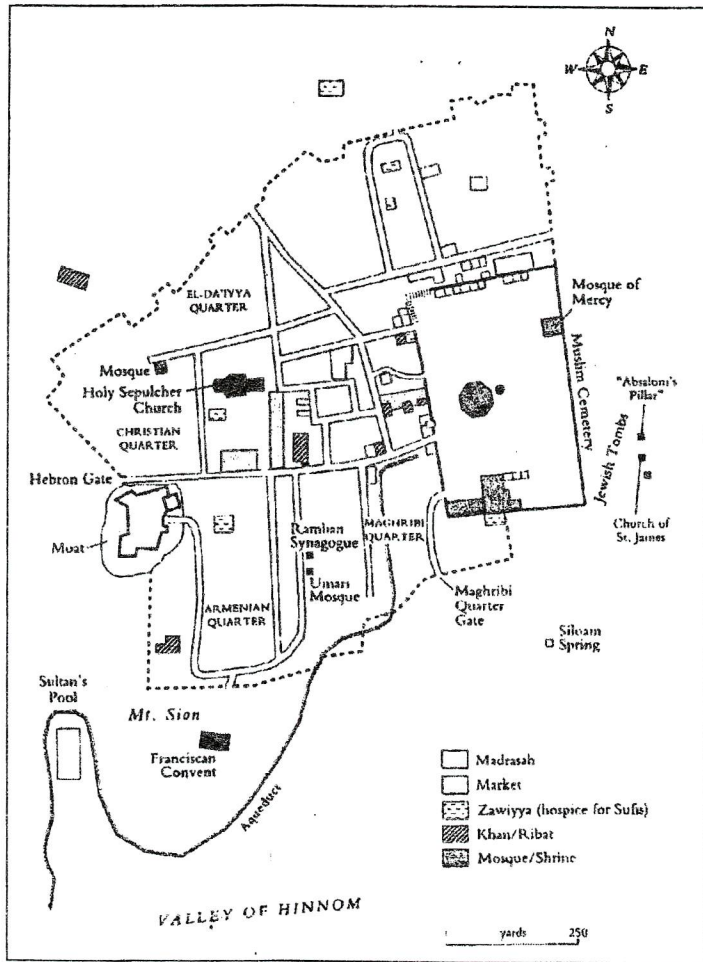 N
W E
S
EL-DA'IYYA
QUARTER
Mosque of
Mercy
Mosque
Holy Sepulcher
Church
Muslim Cemetery
"Absalom's
Pillar"
CHRISTIAN
QUARTER
Jewish Tombs
Hebron Gate
Church of
St. James
Moat
Ramban
Synagogue
MAGHRIBI
QUARTER
Umari
Mosque
ARMENIAN
QUARTER
Maghribi
Quarter
Gate
Siloam
Spring
Sultan's
Pool
Mt. Sion
Franciscan
Convent
Aqueduct
Madrasah
Market
Zawiyya (hospice for Sufis)
Khan/Ribat
Mosque/Shrine
VALLEY OF HINNOM
yards 250